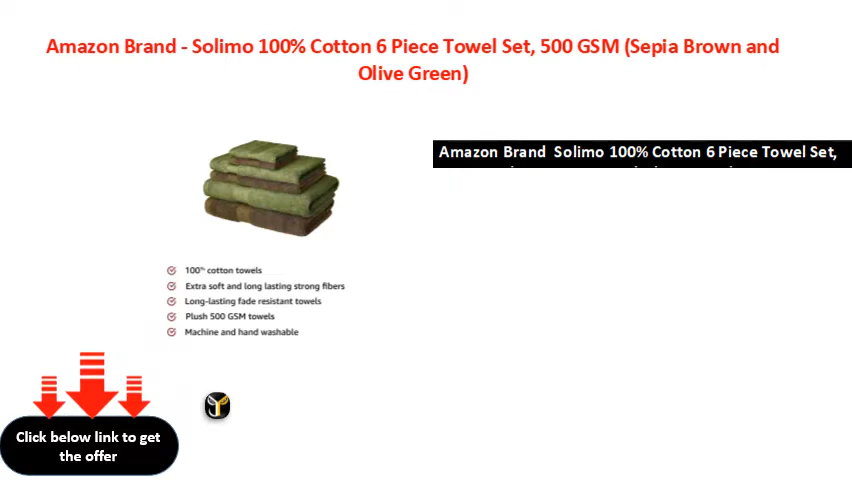 Amazon Brand - Solimo 100% Cotton 6 Piece Towel Set, 500 GSM (Sepia Brown and
Olive Green)
Amazon Brand  Solimo 100% Cotton 6 Piece Towel Set,
100% cotton towels
Extra soft and long lasting strong fibers
Long-lasting fade resistant towels
Plush 500 GSM towels
Machine and hand washable
Click below link to get
the offer